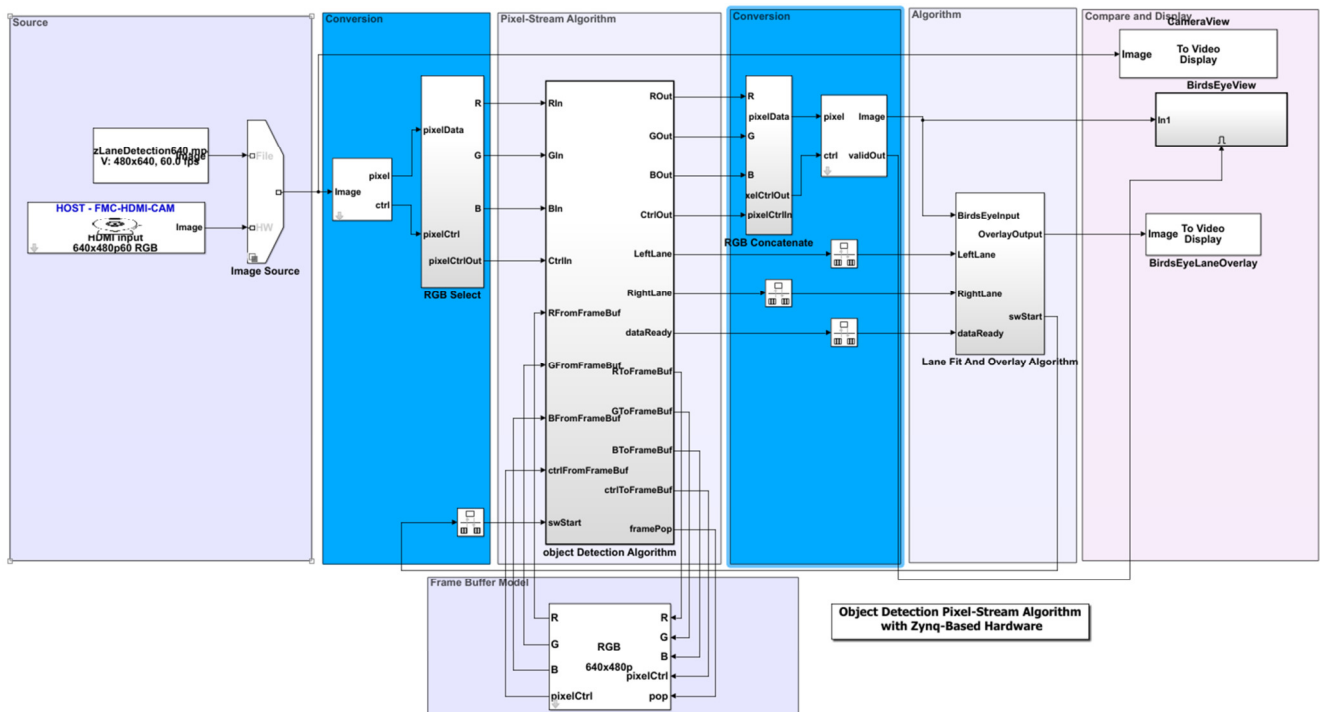 Source
Conversion
Pixel-Stream Algorithm
Conversion
Algorithm
Compare and Display
CameraView
Image
To Video
Display
BirdsEyeView
In1
zLaneDetection640.mp
V: 480x640, 60.0 fps
Image
File
HOST - FMC-HDMI-CAM
HDMI input
640x480p60 RGB
Image
HW
Image Source
Image
pixel
ctrl
pixelData
pixelCtrl
R
G
B
pixelCtrlOut
RGB Select
RIn
GIn
BIn
CtrlIn
RFromFrameBuf
GFromFrameBuf
BFromFrameBuf
ctrlFromFrameBuf
swStart
ROut
GOut
BOut
CtrlOut
LeftLane
RightLane
dataReady
RToFrameBuf
GToFrameBuf
BToFrameBuf
ctrlToFrameBuf
framePop
object Detection Algorithm
R
G
B
pixelCtrlIn
pixelData
xelCtrlOut
RGB Concatenate
pixel
ctrl
Image
validOut
BirdsEyeInput
LeftLane
RightLane
dataReady
OverlayOutput
swStart
Lane Fit And Overlay Algorithm
Image
To Video
Display
BirdsEyeLaneOverlay
Frame Buffer Model
R
G
B
pixelCtrl
RGB
640x480p
R
G
B
pixelCtrl
pop
Object Detection Pixel-Stream Algorithm
with Zynq-Based Hardware